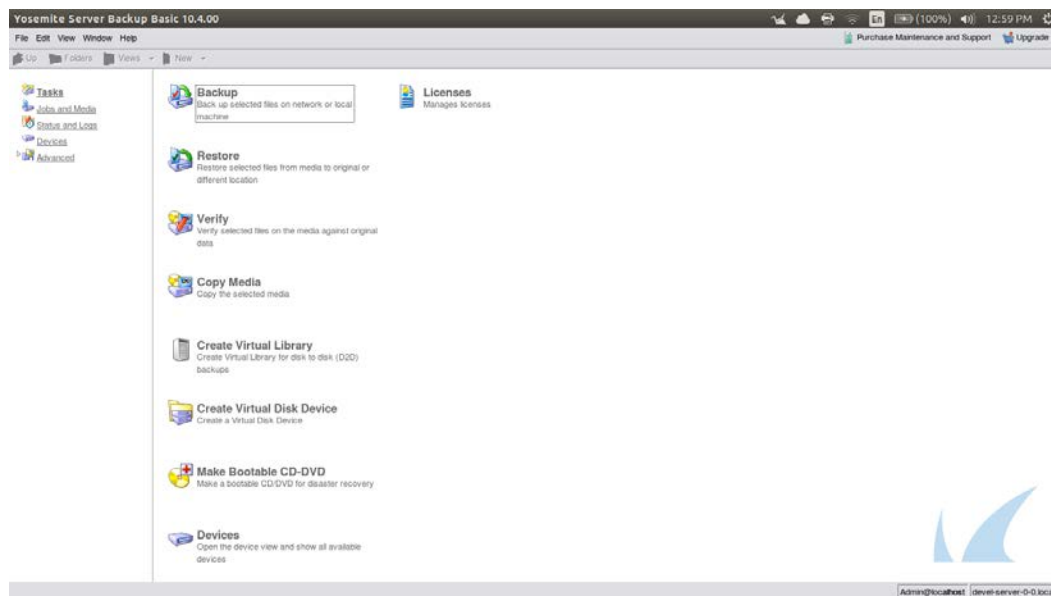 Yosemite Server Backup Basic 10.4.00
En (100%) 12:59 PM
File Edit View Window Help
Purchase Maintenance and Support Upgrade
Up Folders Views New
Tasks
Jobs and Media
Status and Logs
Devices
Advanced
Backup
Back up selected files on network or local
machine
Licenses
Manages licenses
Restore
Restore selected files from media to original or
different location
Verify
Verify selected files on the media against original
data
Copy Media
Copy the selected media
Create Virtual Library
Create Virtual Library for disk to disk (D2D)
backups
Create Virtual Disk Device
Create a Virtual Disk Device
Make Bootable CD-DVD
Make a bootable CD/DVD for disaster recovery
Devices
Open the device view and show all available
devices
Admin@localhost devel-server-0-0.loca